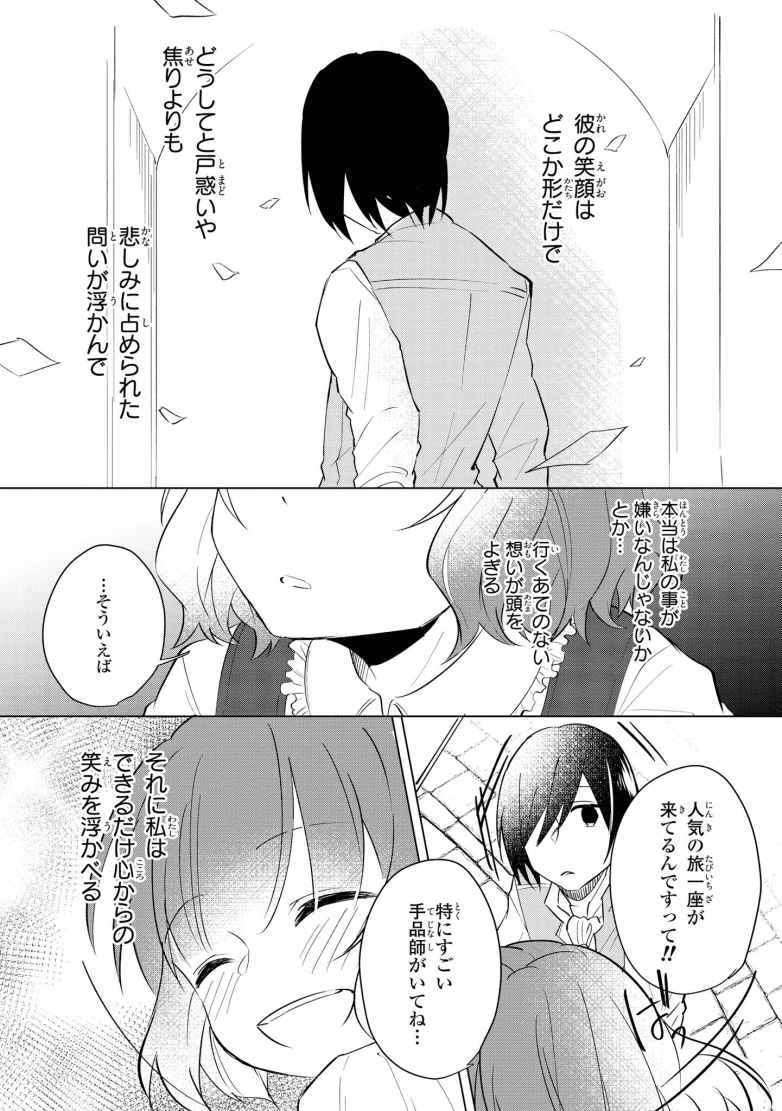 彼の笑顔は
どこか形だけで
どうしてと戸惑いや
焦りよりも
悲しみに占められた
問いが浮かんで
本当は私の事が
嫌いなんじゃないか
とか…
行くあてのない
想いが頭を
よぎる
…そういえば
人気の旅一座が
来てるんですって!!
ばっ
特にすごい
手品師がいてね…
それに私は
できるだけ心からの
笑みを浮かべる